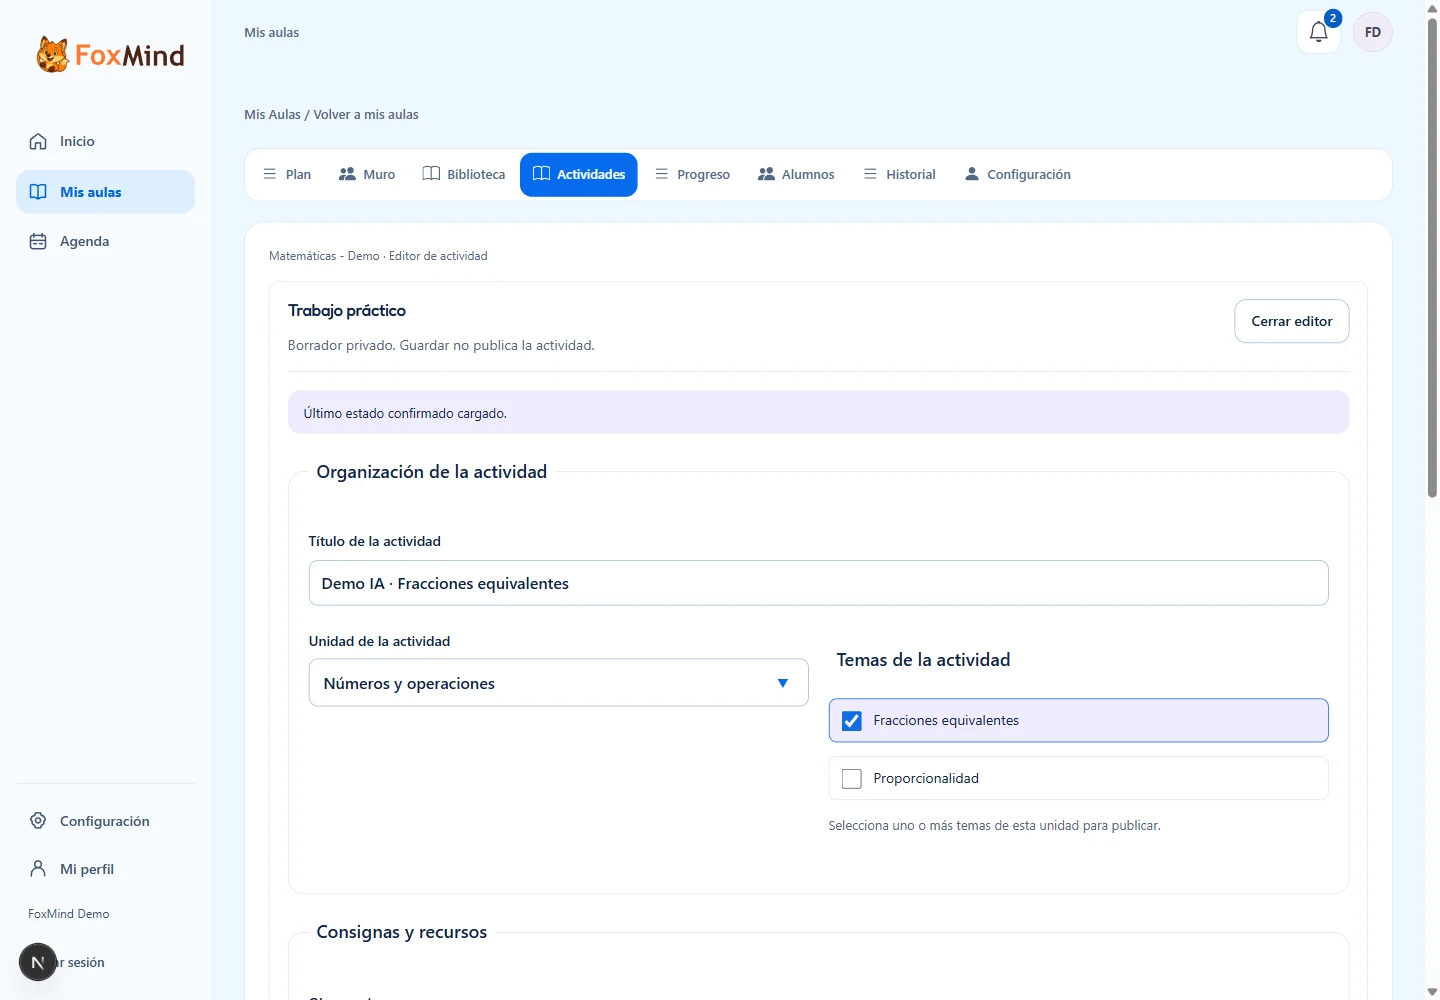 FoxMind
Mis aulas
2
FD
Inicio
Mis aulas
Agenda
Mis Aulas / Volver a mis aulas
Plan
Muro
Biblioteca
Actividades
Progreso
Alumnos
Historial
Configuración
Matemáticas - Demo · Editor de actividad
Trabajo práctico
Cerrar editor
Borrador privado. Guardar no publica la actividad.
Último estado confirmado cargado.
Organización de la actividad
Título de la actividad
Demo IA · Fracciones equivalentes
Unidad de la actividad
Números y operaciones
Temas de la actividad
Fracciones equivalentes
Proporcionalidad
Selecciona uno o más temas de esta unidad para publicar.
Consignas y recursos
Configuración
Mi perfil
FoxMind Demo
N
sesión